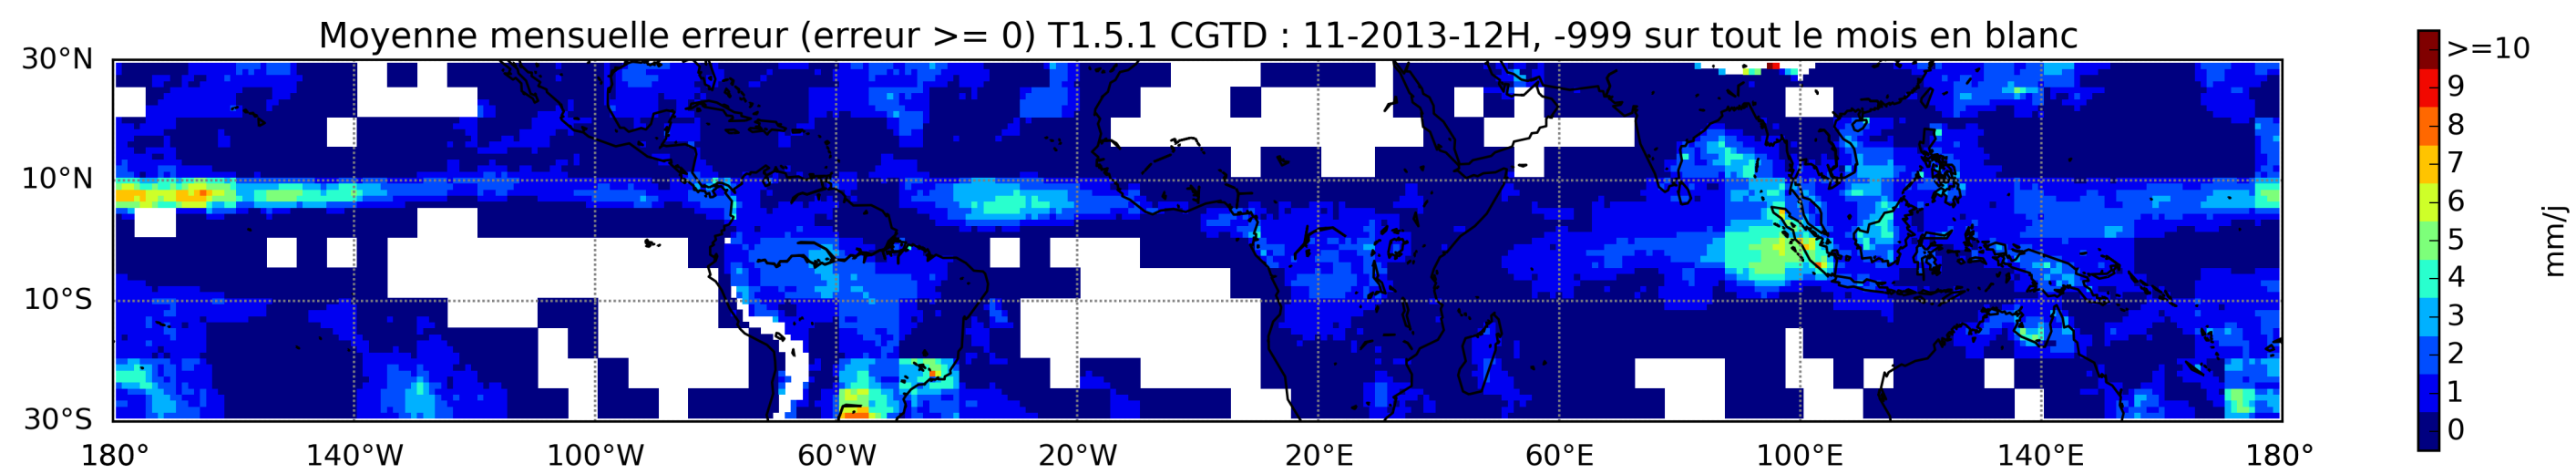 Moyenne mensuelle erreur (erreur >= 0) T1.5.1 CGTD : 11-2013-12H, -999 sur tout le mois en blanc
30°N
10°N
10°S
30°S
180° 140°W 100°W 60°W 20°W 20°E 60°E 100°E 140°E 180°
>=10
9
8
7
6
5
4
3
2
1
0
mm/j